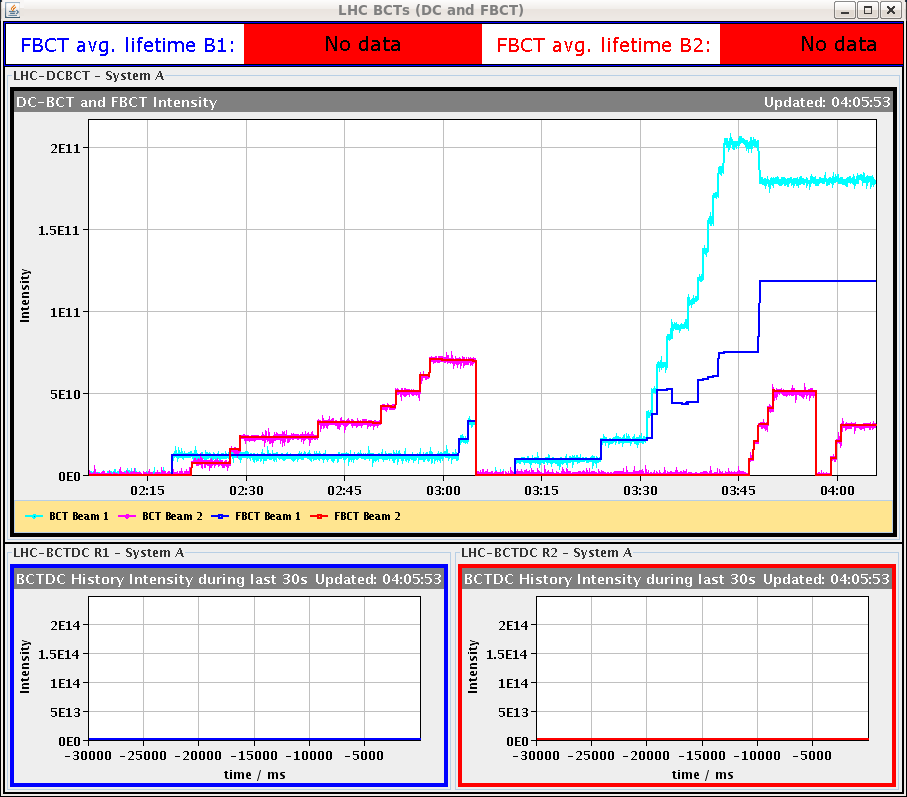 LHC BCTs (DC and FBCT)
FBCT avg. lifetime B1: No data FBCT avg. lifetime B2: No data
LHC-DCBCT - System A
DC-BCT and FBCT Intensity Updated: 04:05:53
2E11
1.5E11
1E11
5E10
0E0
Intensity
02:15 02:30 02:45 03:00 03:15 03:30 03:45 04:00
BCT Beam 1 BCT Beam 2 FBCT Beam 1 FBCT Beam 2
LHC-BCTDC R1 - System A
BCTDC History Intensity during last 30s Updated: 04:05:53
2E14
1.5E14
1E14
5E13
0E0
Intensity
-30000 -25000 -20000 -15000 -10000 -5000
time / ms
LHC-BCTDC R2 - System A
BCTDC History Intensity during last 30s Updated: 04:05:53
2E14
1.5E14
1E14
5E13
0E0
Intensity
-30000 -25000 -20000 -15000 -10000 -5000
time / ms